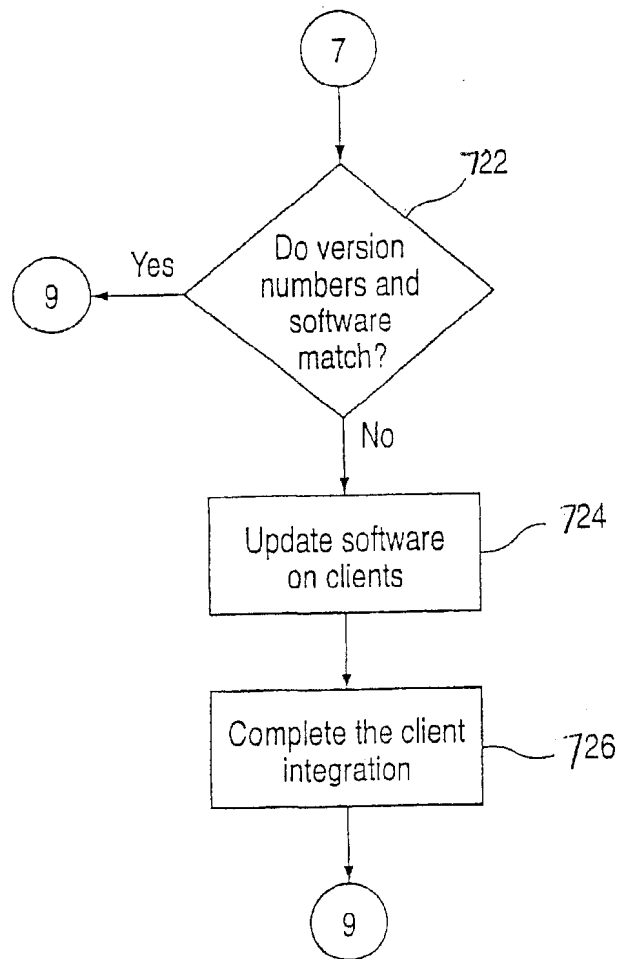 7
722
Do version
numbers and
software
match?
Yes
9
No
Update software
on clients
724
Complete the client
integration
726
9